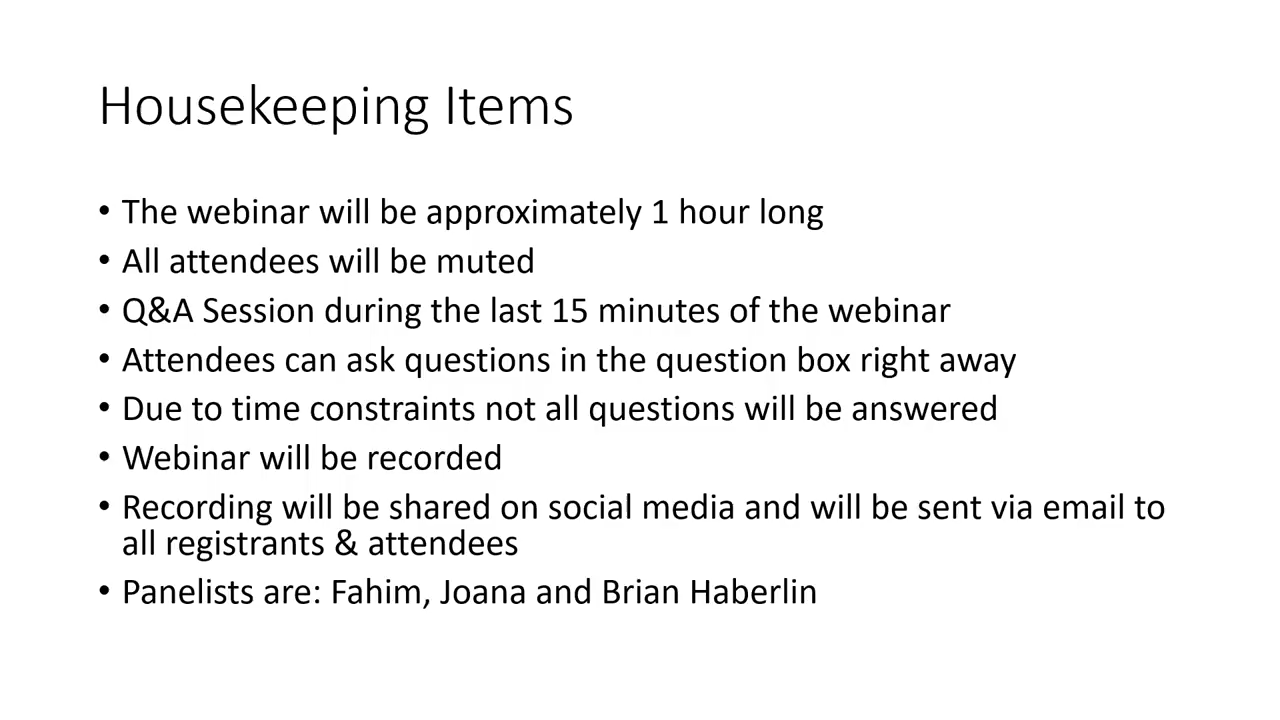 Housekeeping Items
• The webinar will be approximately 1 hour long
• All attendees will be muted
• Q&A Session during the last 15 minutes of the webinar
• Attendees can ask questions in the question box right away
• Due to time constraints not all questions will be answered
• Webinar will be recorded
• Recording will be shared on social media and will be sent via email to
all registrants & attendees
• Panelists are: Fahim, Joana and Brian Haberlin